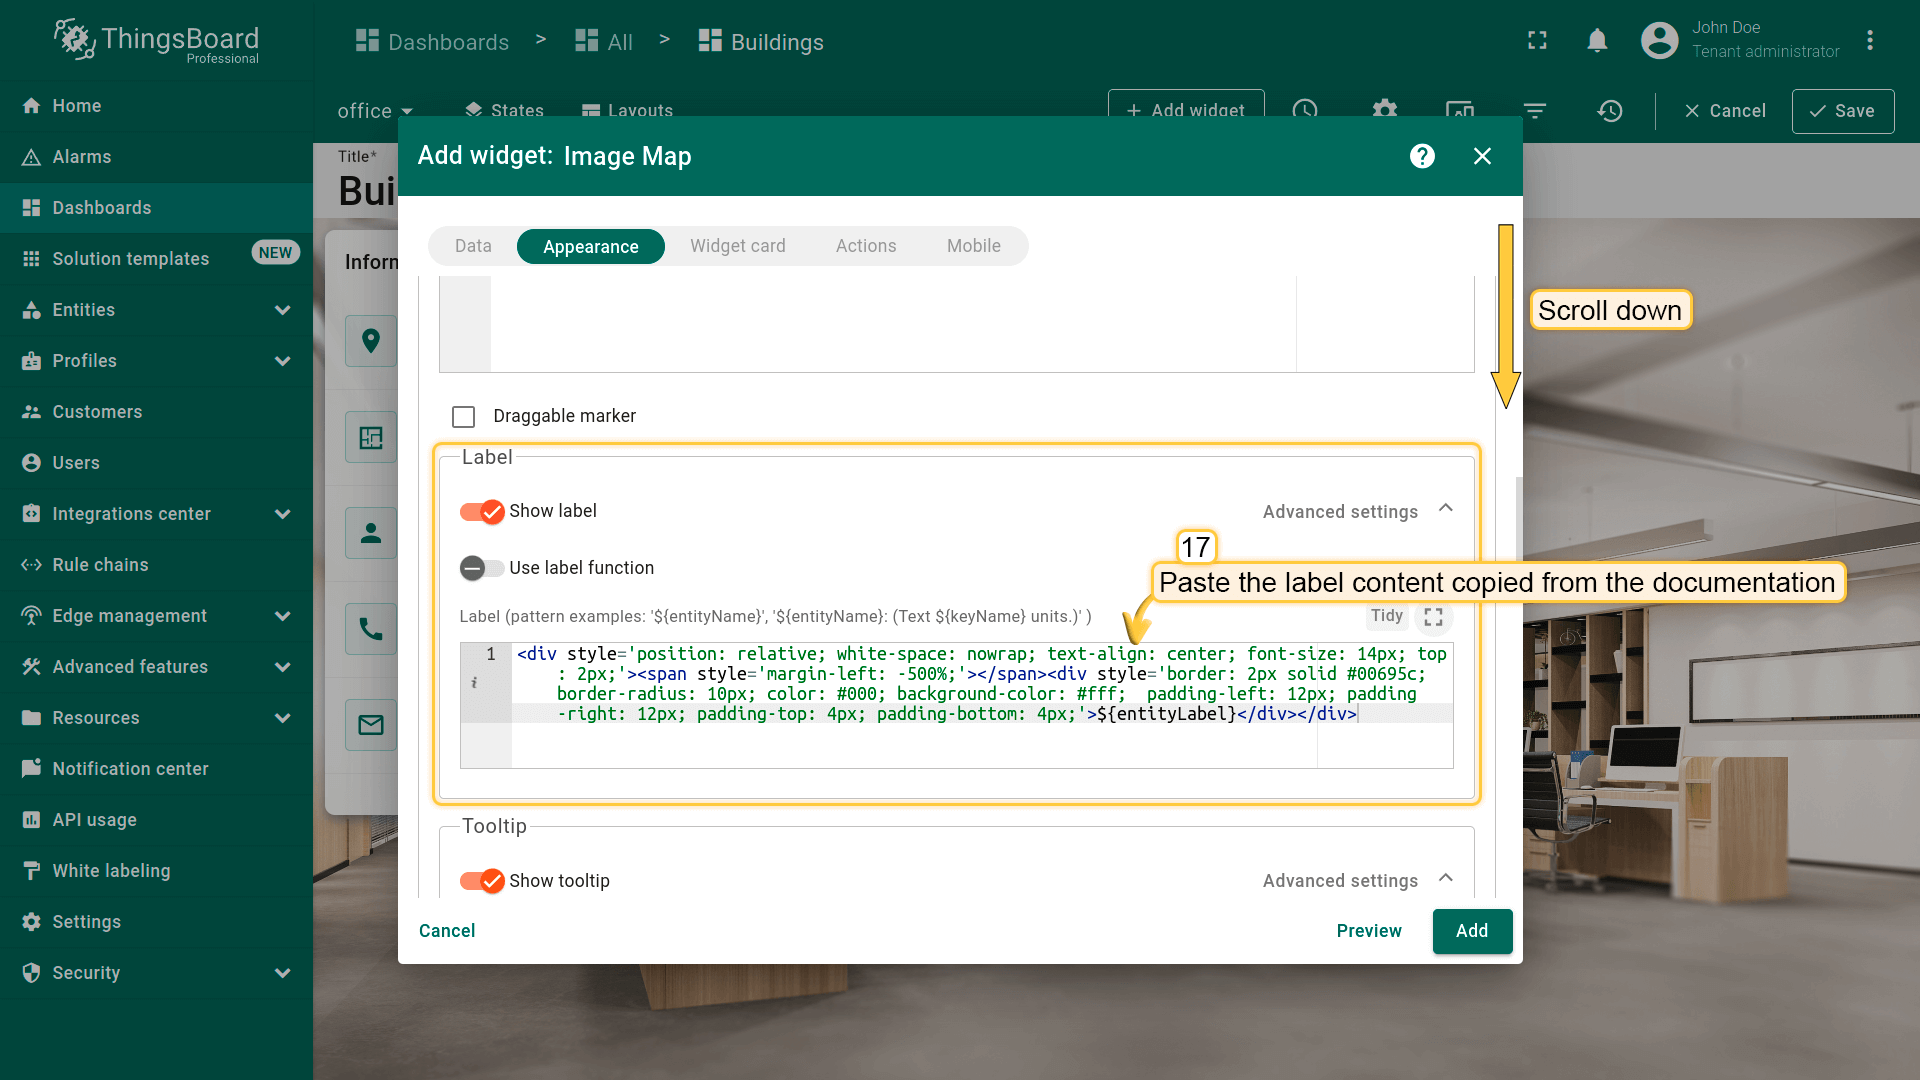 ThingsBoard
Professional
Dashboards > All > Buildings
John Doe
Tenant administrator
Home
Alarms
Dashboards
Solution templates NEW
Entities
Profiles
Customers
Users
Integrations center
Rule chains
Edge management
Advanced features
Resources
Notification center
API usage
White labeling
Settings
Security
office States Layouts + Add widget Cancel Save
Title*
Bui
Inforn
Add widget: Image Map
?
Data Appearance Widget card Actions Mobile
Scroll down
Draggable marker
Label
Show label Advanced settings
17
Use label function
Paste the label content copied from the documentation
Label (pattern examples: '${entityName}', '${entityName}: (Text ${keyName} units.)' ) Tidy
1 <div style='position: relative; white-space: nowrap; text-align: center; font-size: 14px; top
i : 2px;'><span style='margin-left: -500%;'></span><div style='border: 2px solid #00695c;
border-radius: 10px; color: #000; background-color: #fff;  padding-left: 12px; padding
-right: 12px; padding-top: 4px; padding-bottom: 4px;'>${entityLabel}</div></div>
Tooltip
Show tooltip Advanced settings
Cancel Preview Add